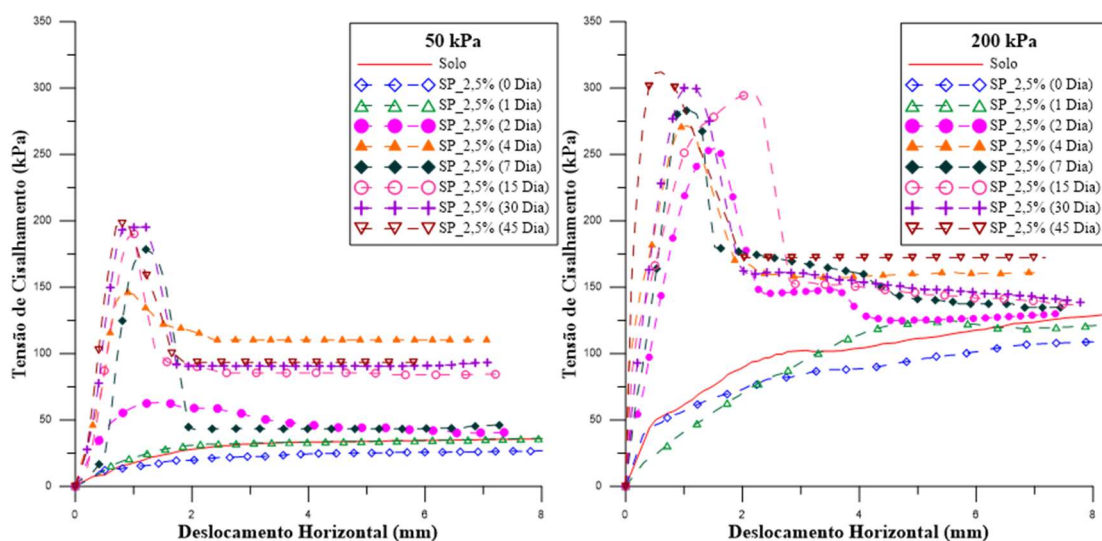 350
300
250
200
150
100
50
0
Tensão de Cisalhamento (kPa)
50 kPa
Solo
SP_2,5% (0 Dia)
SP_2,5% (1 Dia)
SP_2,5% (2 Dia)
SP_2,5% (4 Dia)
SP_2,5% (7 Dia)
SP_2,5% (15 Dia)
SP_2,5% (30 Dia)
SP_2,5% (45 Dia)
0 2 4 6 8
Deslocamento Horizontal (mm)
350
300
250
200
150
100
50
0
Tensão de Cisalhamento (kPa)
200 kPa
Solo
SP_2,5% (0 Dia)
SP_2,5% (1 Dia)
SP_2,5% (2 Dia)
SP_2,5% (4 Dia)
SP_2,5% (7 Dia)
SP_2,5% (15 Dia)
SP_2,5% (30 Dia)
SP_2,5% (45 Dia)
0 2 4 6 8
Deslocamento Horizontal (mm)